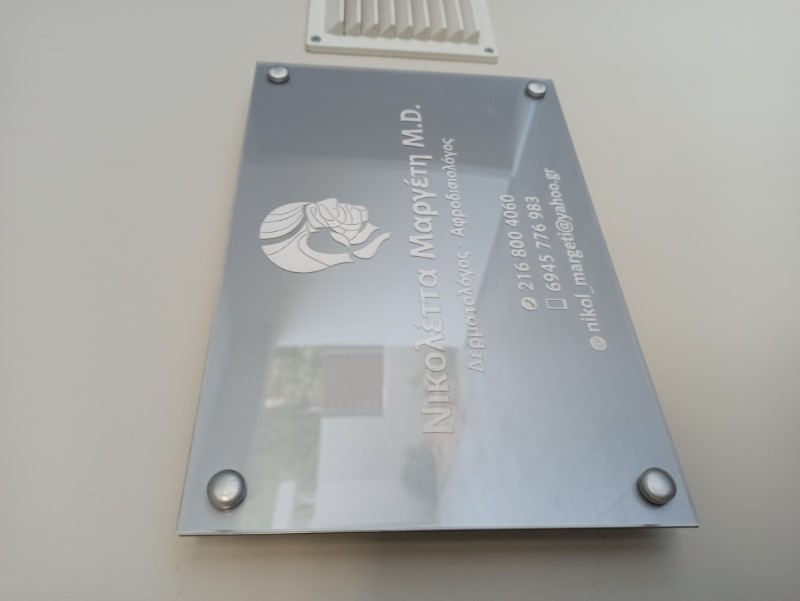 Νικολέττα Μαργέτη M.D.
Δερματολόγος - Αφροδισιολόγος
216 800 4060
6945 776 983
nikol_margeti@yahoo.gr